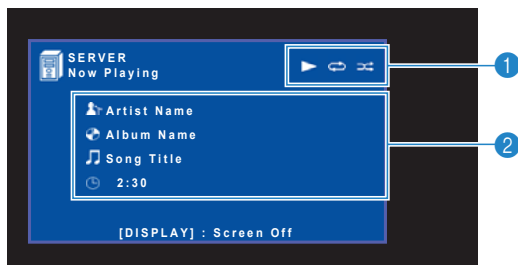 SERVER
Now Playing
1
Artist Name
Album Name
2
Song Title
2:30
[DISPLAY] : Screen Off